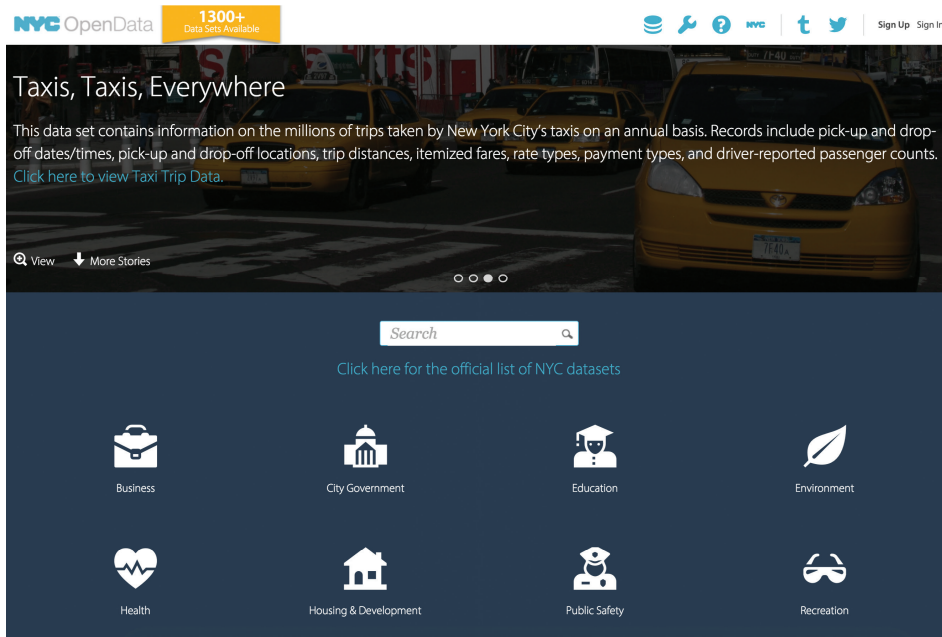 NYC OpenData
1300+
Data Sets Available
NYC
Sign Up Sign In
Taxis, Taxis, Everywhere
This data set contains information on the millions of trips taken by New York City's taxis on an annual basis. Records include pick-up and drop-
off dates/times, pick-up and drop-off locations, trip distances, itemized fares, rate types, payment types, and driver-reported passenger counts.
Click here to view Taxi Trip Data.
7F40
7F40A
View More Stories
Search
Click here for the official list of NYC datasets
Business City Government Education Environment
Health Housing & Development Public Safety Recreation